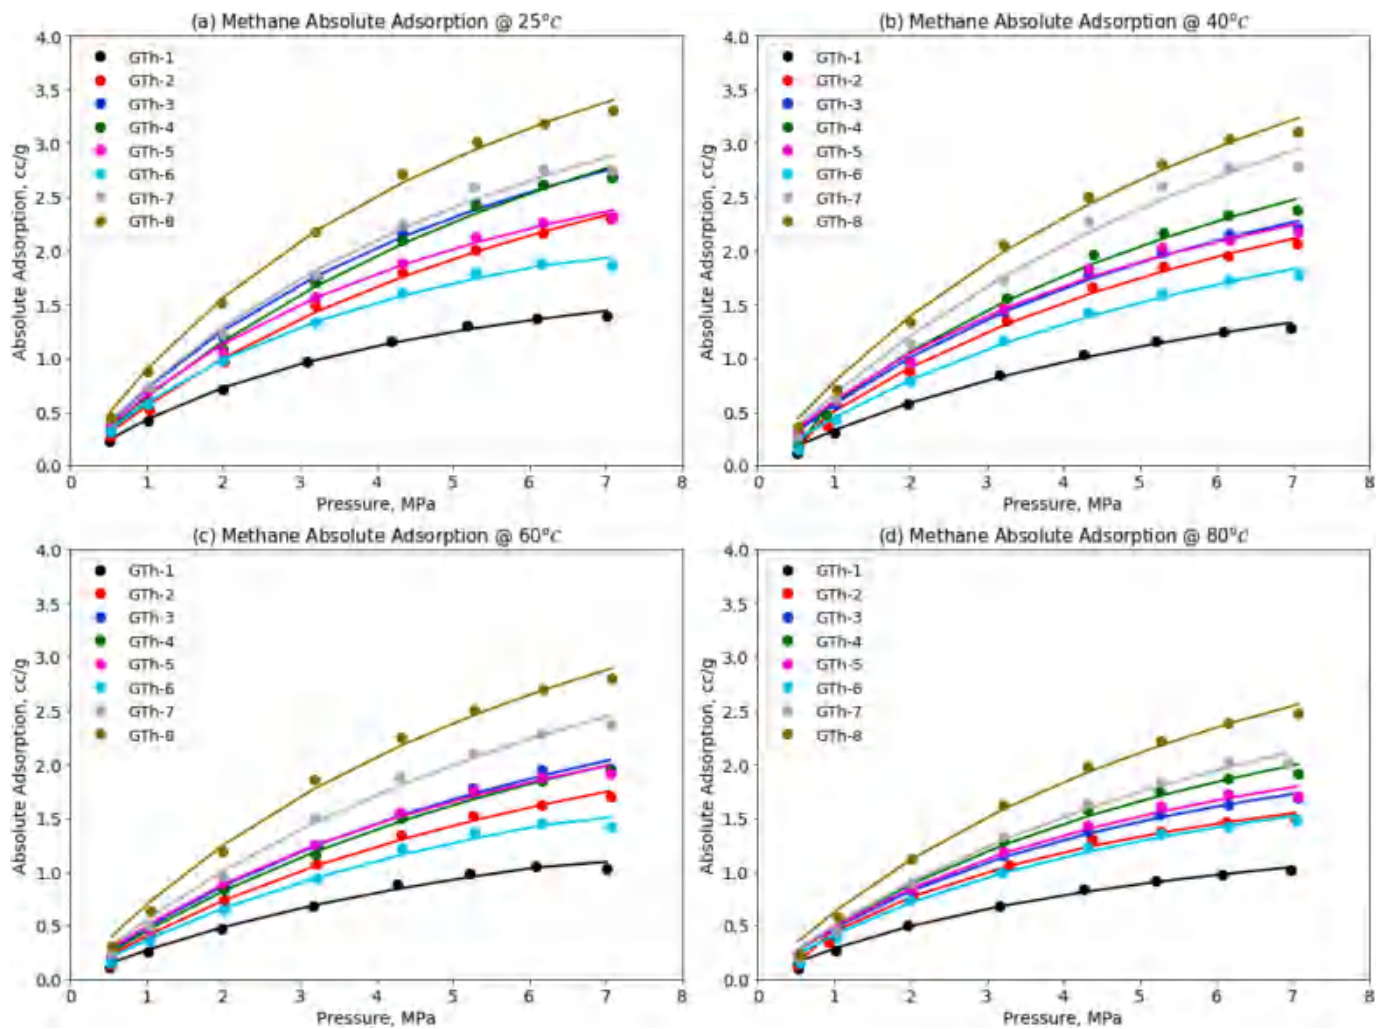 (a) Methane Absolute Adsorption @ 25°C
4.0
3.5
3.0
2.5
2.0
1.5
1.0
0.5
0.0
Absolute Adsorption, cc/g
GTh-1
GTh-2
GTh-3
GTh-4
GTh-5
GTh-6
GTh-7
GTh-8
0 1 2 3 4 5 6 7 8
Pressure, MPa
(b) Methane Absolute Adsorption @ 40°C
4.0
3.5
3.0
2.5
2.0
1.5
1.0
0.5
0.0
Absolute Adsorption, cc/g
GTh-1
GTh-2
GTh-3
GTh-4
GTh-5
GTh-6
GTh-7
GTh-8
0 1 2 3 4 5 6 7 8
Pressure, MPa
(c) Methane Absolute Adsorption @ 60°C
4.0
3.5
3.0
2.5
2.0
1.5
1.0
0.5
0.0
Absolute Adsorption, cc/g
GTh-1
GTh-2
GTh-3
GTh-4
GTh-5
GTh-6
GTh-7
GTh-8
0 1 2 3 4 5 6 7 8
Pressure, MPa
(d) Methane Absolute Adsorption @ 80°C
4.0
3.5
3.0
2.5
2.0
1.5
1.0
0.5
0.0
Absolute Adsorption, cc/g
GTh-1
GTh-2
GTh-3
GTh-4
GTh-5
GTh-6
GTh-7
GTh-8
0 1 2 3 4 5 6 7 8
Pressure, MPa